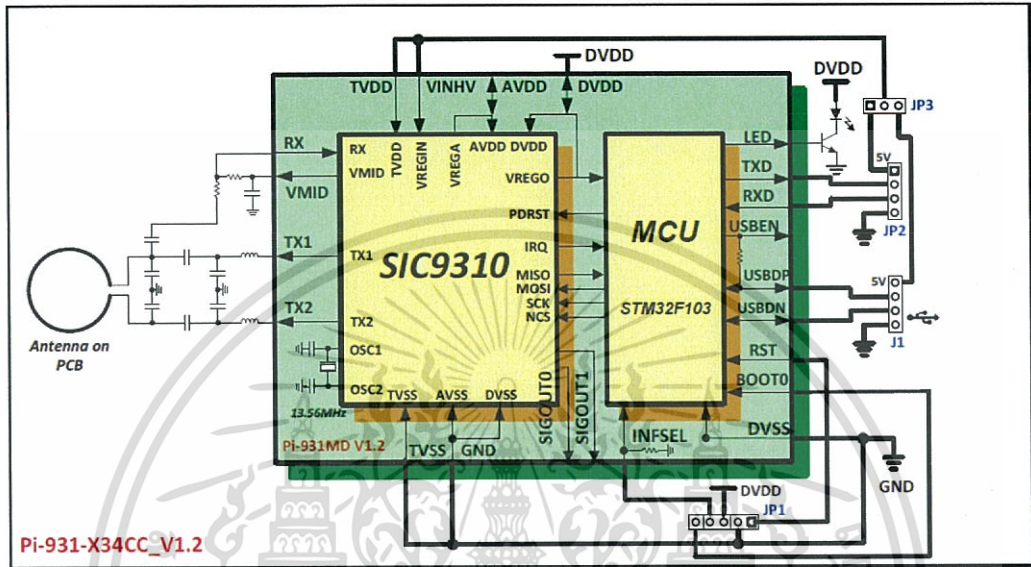 DVDD
TVDD VINHV AVDD DVDD
DVDD
JP3
RX
VMID
TX1
TX2
Antenna on
PCB
RX
VMID
TX1
TX2
OSC1
OSC2
13.56MHz
TVDD
VREGIN
VREGA
AVDD DVDD
VREGO
PDRST
IRQ
MISO
MOSI
SCK
NCS
SIC9310
TVSS AVSS DVSS
SIGOUT0
SIGOUT1
MCU
STM32F103
LED
TXD
RXD
USBEN
USBDP
USBDN
RST
BOOT0
DVSS
5V
JP2
5V
J1
GND
INFSEL
TVSS GND
Pi-931MD V1.2
DVDD
JP1
Pi-931-X34CC_V1.2